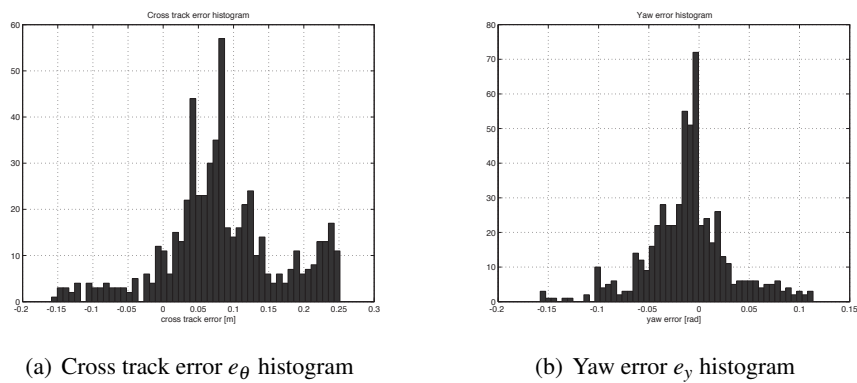 Cross track error histogram
60
50
40
30
20
10
0
-0.2 -0.15 -0.1 -0.05 0 0.05 0.1 0.15 0.2 0.25 0.3
cross track error [m]
(a) Cross track error eθ histogram
Yaw error histogram
80
70
60
50
40
30
20
10
0
-0.2 -0.15 -0.1 -0.05 0 0.05 0.1 0.15
yaw error [rad]
(b) Yaw error ey histogram